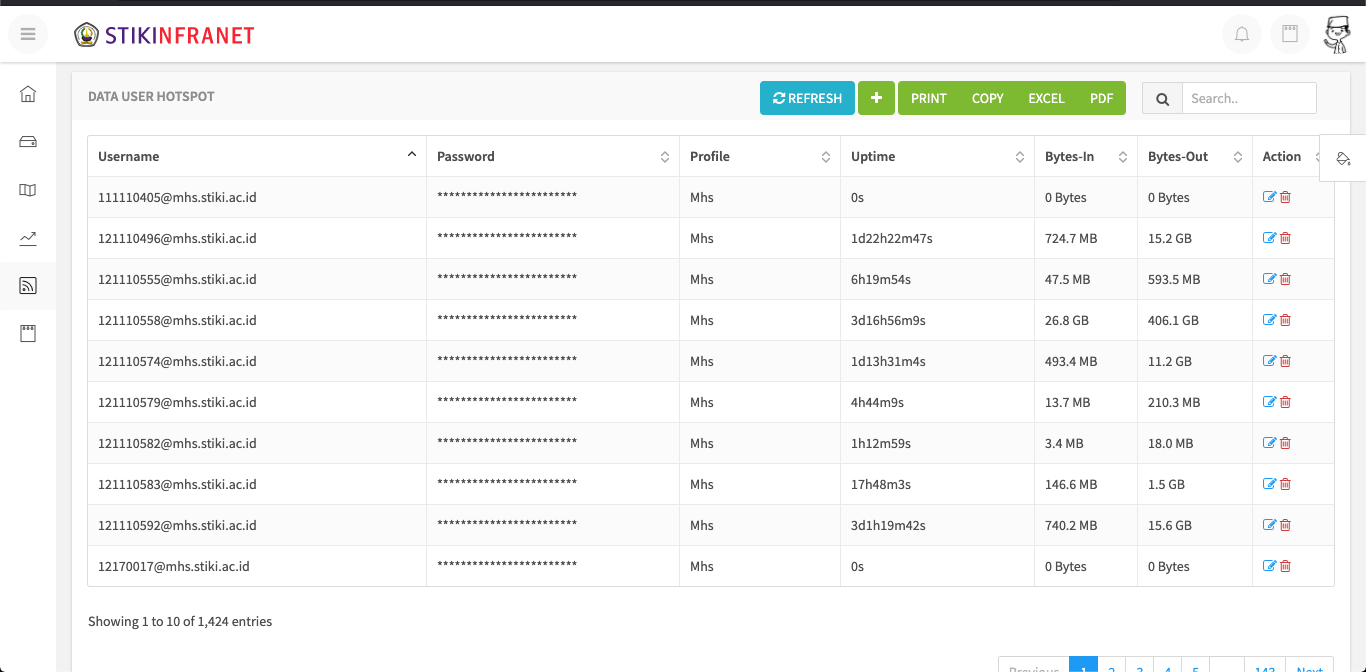 STIKINFRANET
DATA USER HOTSPOT REFRESH + PRINT COPY EXCEL PDF Search..
Username Password Profile Uptime Bytes-In Bytes-Out Action
111110405@mhs.stiki.ac.id ************************ Mhs 0s 0 Bytes 0 Bytes
121110496@mhs.stiki.ac.id ************************ Mhs 1d22h22m47s 724.7 MB 15.2 GB
121110555@mhs.stiki.ac.id ************************ Mhs 6h19m54s 47.5 MB 593.5 MB
121110558@mhs.stiki.ac.id ************************ Mhs 3d16h56m9s 26.8 GB 406.1 GB
121110574@mhs.stiki.ac.id ************************ Mhs 1d13h31m4s 493.4 MB 11.2 GB
121110579@mhs.stiki.ac.id ************************ Mhs 4h44m9s 13.7 MB 210.3 MB
121110582@mhs.stiki.ac.id ************************ Mhs 1h12m59s 3.4 MB 18.0 MB
121110583@mhs.stiki.ac.id ************************ Mhs 17h48m3s 146.6 MB 1.5 GB
121110592@mhs.stiki.ac.id ************************ Mhs 3d1h19m42s 740.2 MB 15.6 GB
12170017@mhs.stiki.ac.id ************************ Mhs 0s 0 Bytes 0 Bytes
Showing 1 to 10 of 1,424 entries
Previous 1 2 3 4 5 143 Next